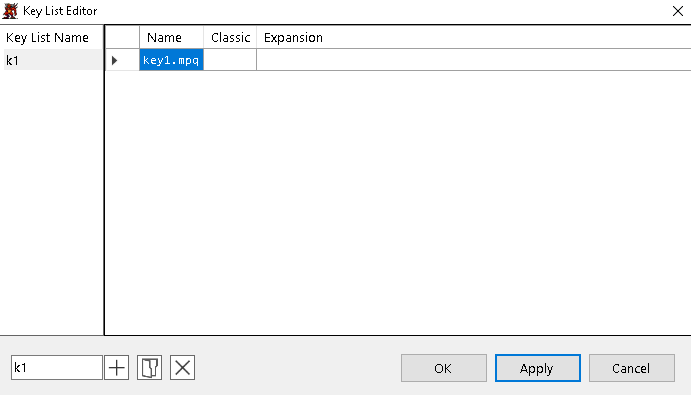 Key List Editor
Key List Name
Name Classic Expansion
k1
key1.mpq
k1
OK Apply Cancel